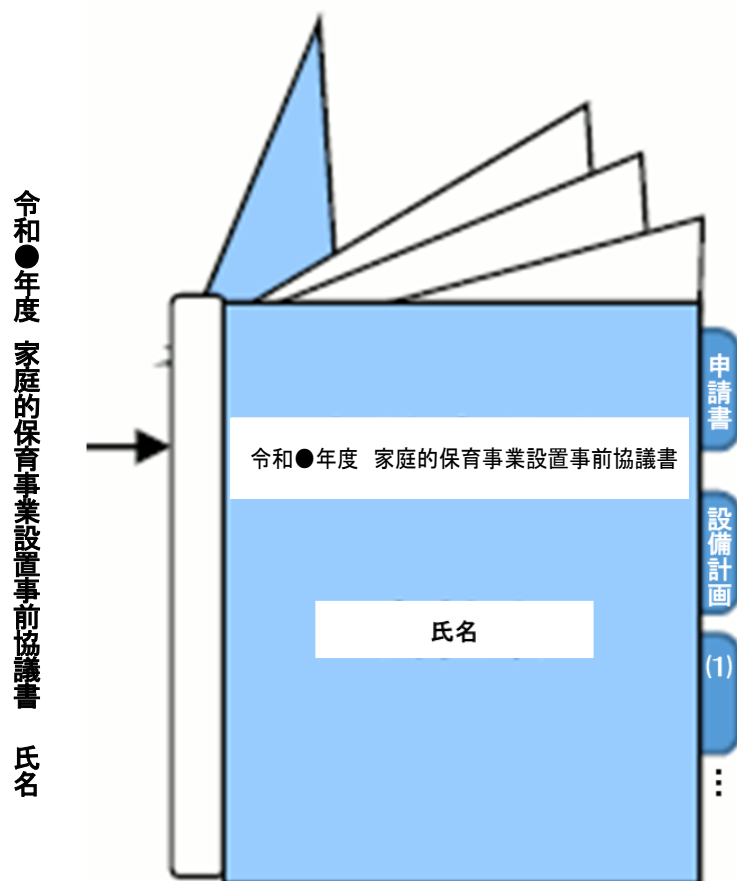 令和●年度 家庭的保育事業設置事前協議書 氏名
令和●年度 家庭的保育事業設置事前協議書
氏名
申請書
設備計画
(1)
…